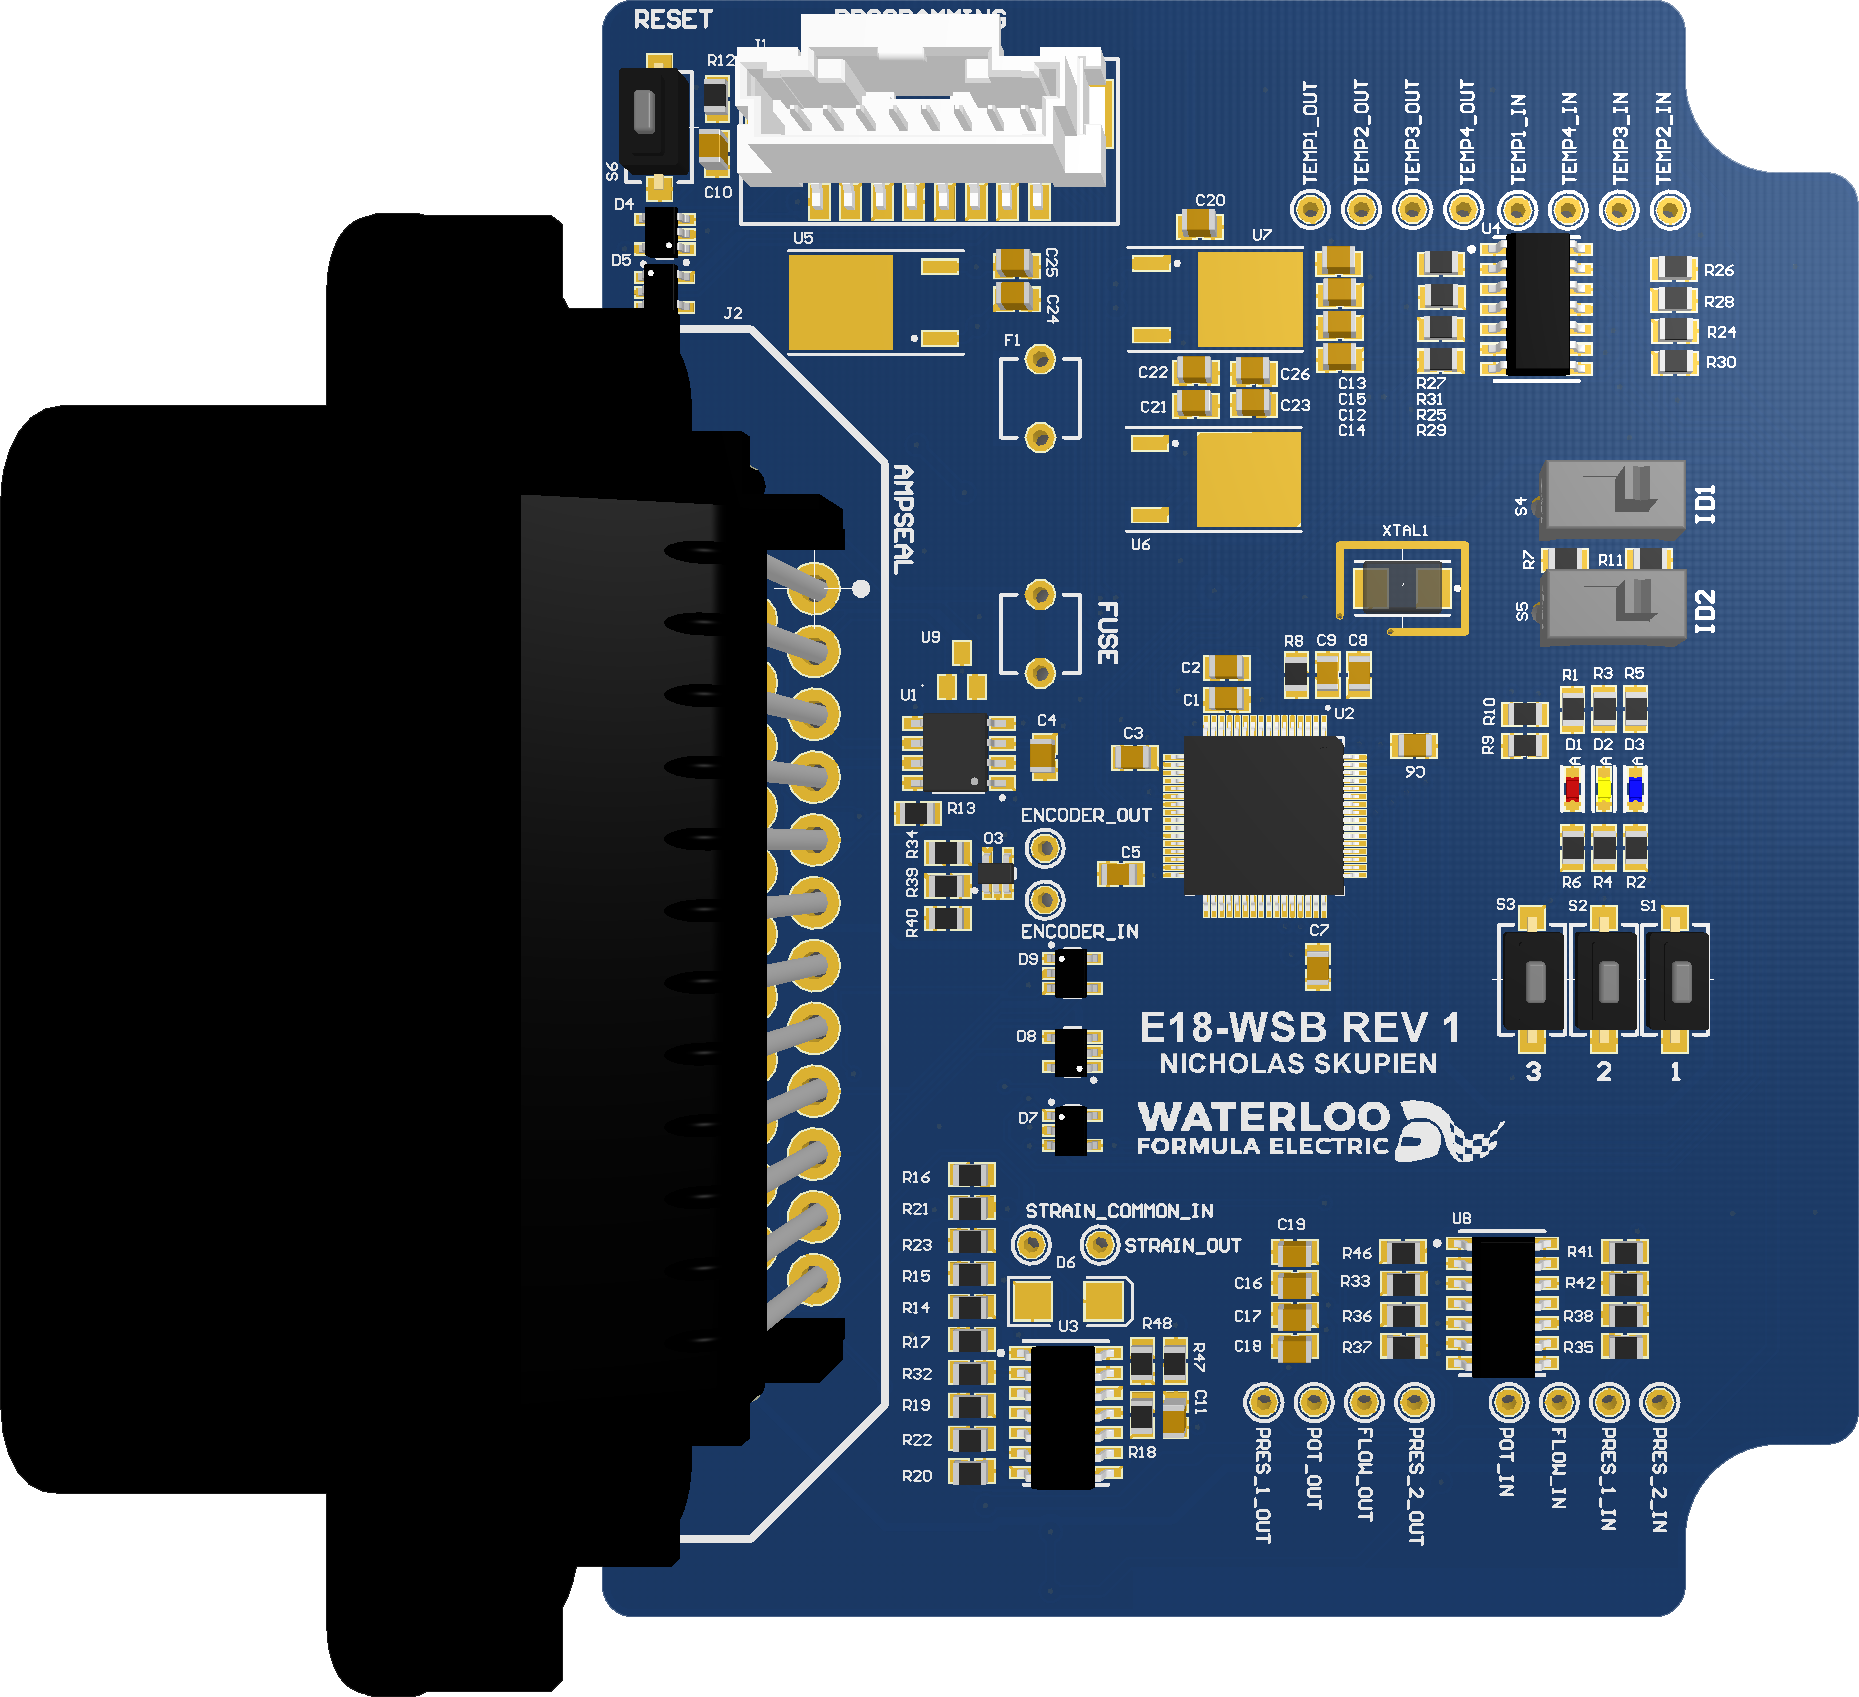 RESET
PROGRAMMING
J1
R12
S6
C10
D4
D5
J2
U5
C25
C24
C20
U7
F1
C22
C26
C21
C23
U6
TEMP1_OUT
TEMP2_OUT
TEMP3_OUT
TEMP4_OUT
TEMP1_IN
TEMP4_IN
TEMP3_IN
TEMP2_IN
U4
C13
C15
C12
C14
R27
R31
R25
R29
R26
R28
R24
R30
AMPSEAL
S4
ID1
R7
R11
S5
ID2
XTAL1
FUSE
U9
U1
C4
R13
C3
C2
C1
R8
C9
C8
U2
C6
R10
R9
R1
R3
R5
D1
D2
D3
A
A
A
R6
R4
R2
ENCODER_OUT
R34
R39
R40
C5
ENCODER_IN
C7
S3
S2
S1
3
2
1
D9
D8
D7
E18-WSB REV 1
NICHOLAS SKUPIEN
WATERLOO
FORMULA ELECTRIC
R16
R21
R23
R15
R14
R17
R32
R19
R22
R20
STRAIN_COMMON_IN
STRAIN_OUT
D6
U3
R48
R47
C11
R18
C19
C16
C17
C18
R46
R33
R36
R37
U8
R41
R42
R38
R35
PRES_1_OUT
POT_OUT
FLOW_OUT
PRES_2_OUT
POT_IN
FLOW_IN
PRES_1_IN
PRES_2_IN